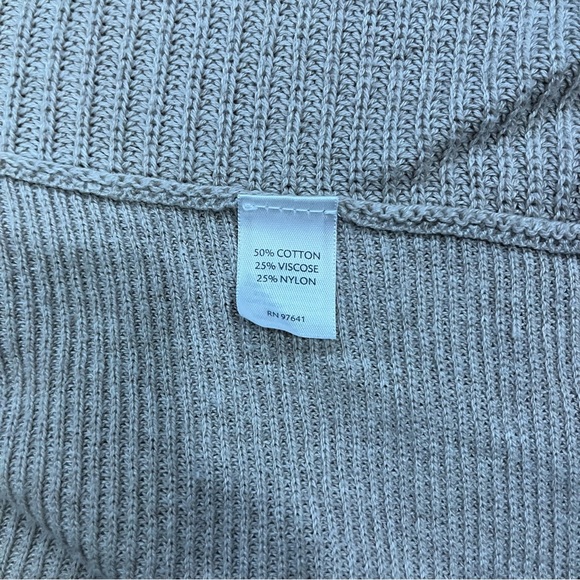 50% COTTON
25% VISCOSE
25% NYLON
RN 97641